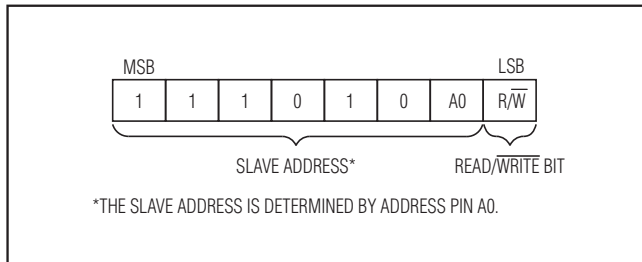 MSB LSB
1 1 1 0 1 0 A0 R/W̅
SLAVE ADDRESS* READ/W̅R̅I̅T̅E̅ BIT
*THE SLAVE ADDRESS IS DETERMINED BY ADDRESS PIN A0.